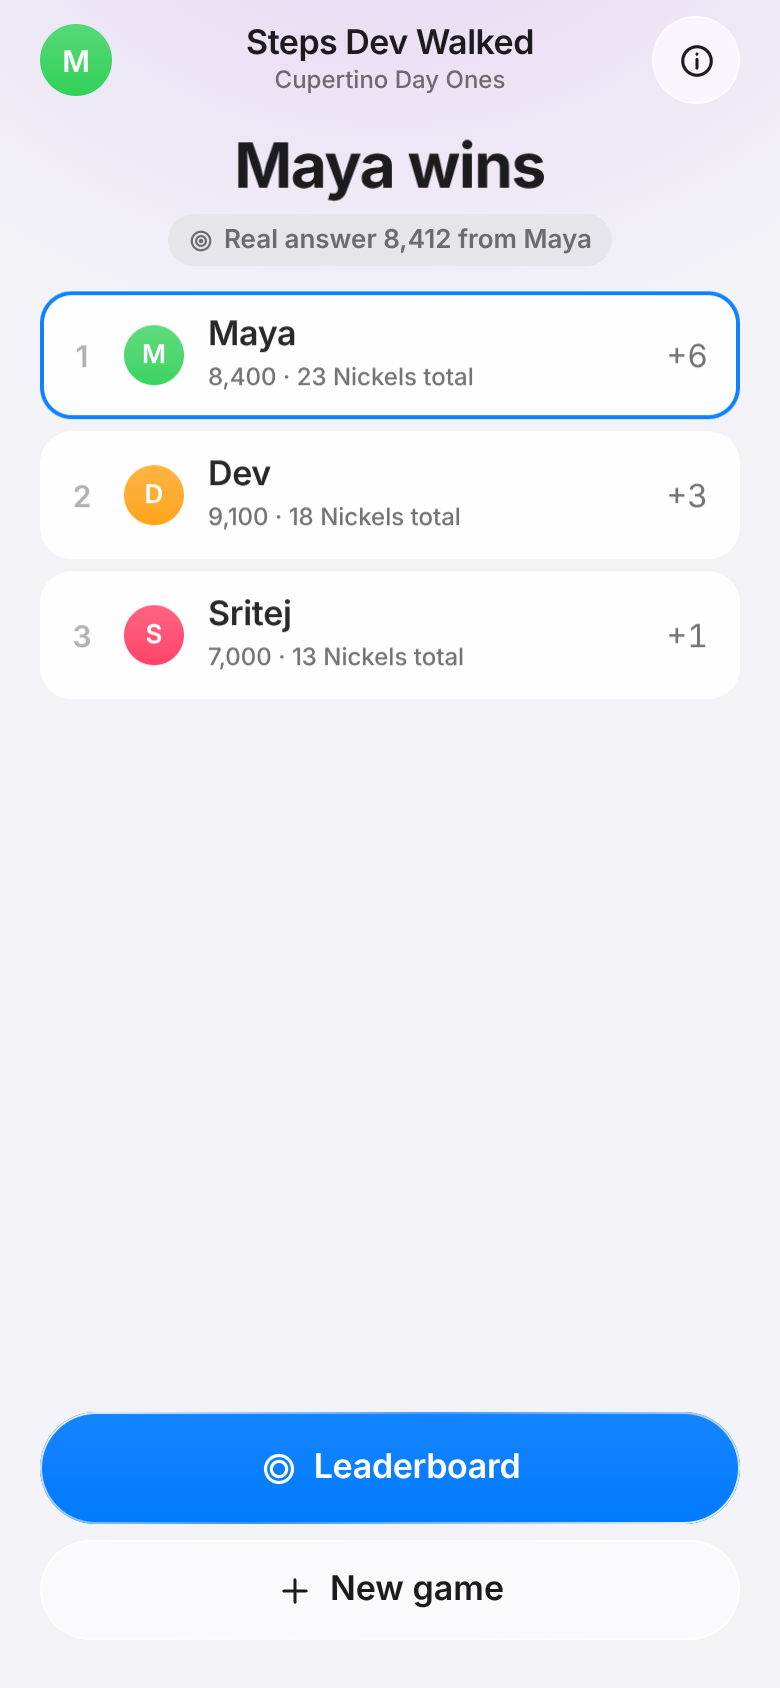 M
Steps Dev Walked
Cupertino Day Ones
Maya wins
Real answer 8,412 from Maya
1
M
Maya
8,400 · 23 Nickels total
+6
2
D
Dev
9,100 · 18 Nickels total
+3
3
S
Sritej
7,000 · 13 Nickels total
+1
Leaderboard
New game